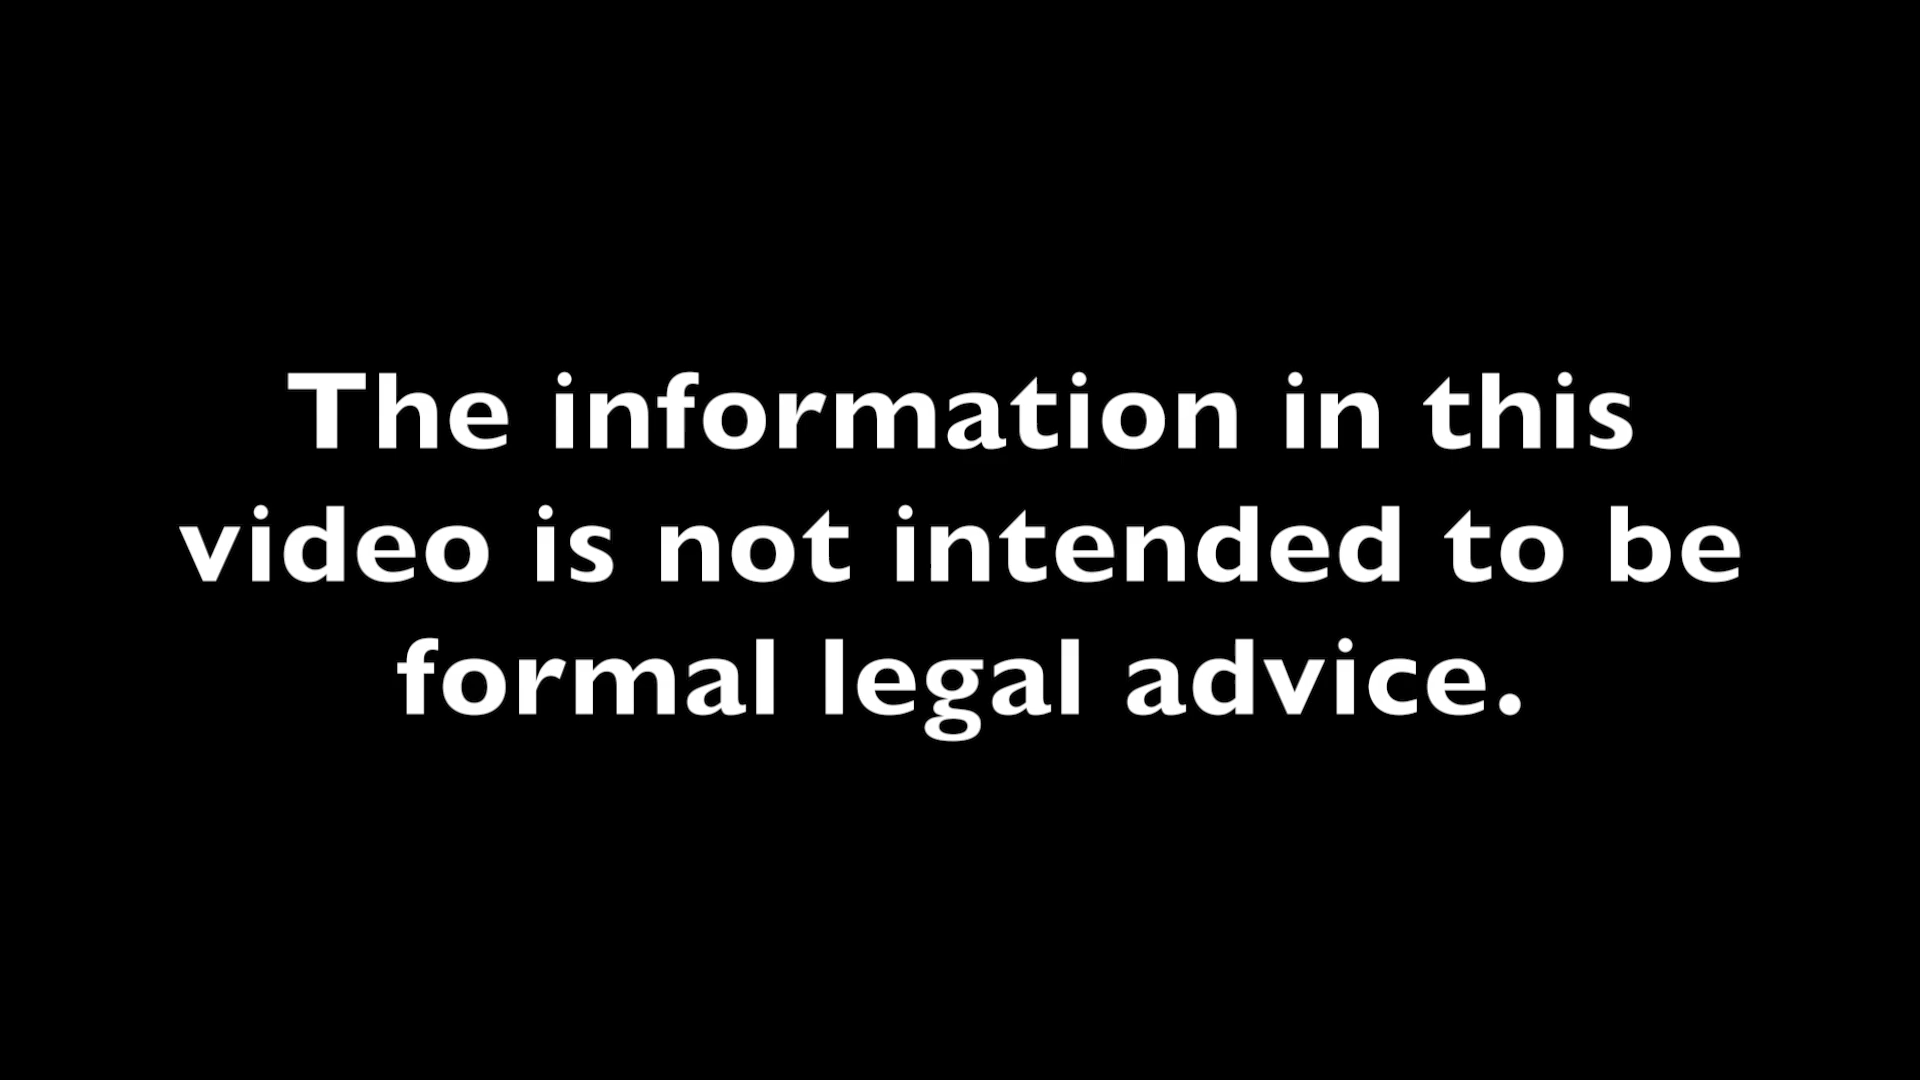 The information in this
video is not intended to be
formal legal advice.